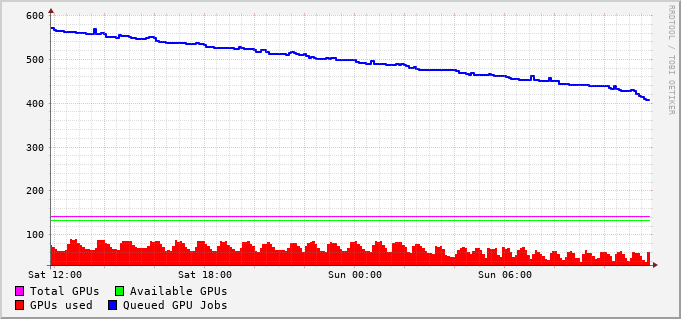 600
500
400
300
200
100
Sat 12:00 Sat 18:00 Sun 00:00 Sun 06:00
Total GPUs Available GPUs
GPUs used Queued GPU Jobs
RRDTOOL / TOBI OETIKER